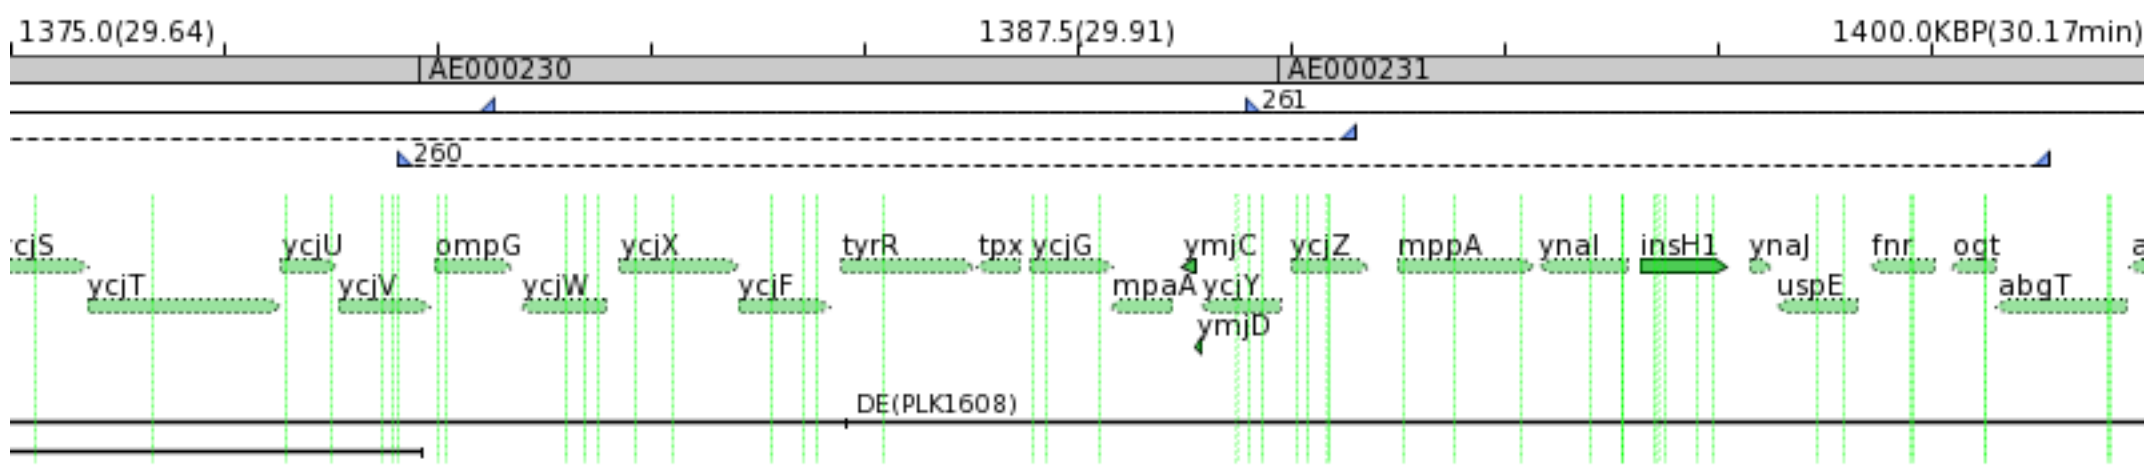 1375.0(29.64) 1387.5(29.91) 1400.0KBP(30.17min)
AE000230 AE000231
261
260
cjS ycjU ompG ycjX tyrR tpx ycjG ymjC ycjZ mppA ynaI insH1 ynaJ fnr ogt a
ycjT ycjV ycjW ycjF mpaA ycjY uspE abgT
ymjD
DE(PLK1608)